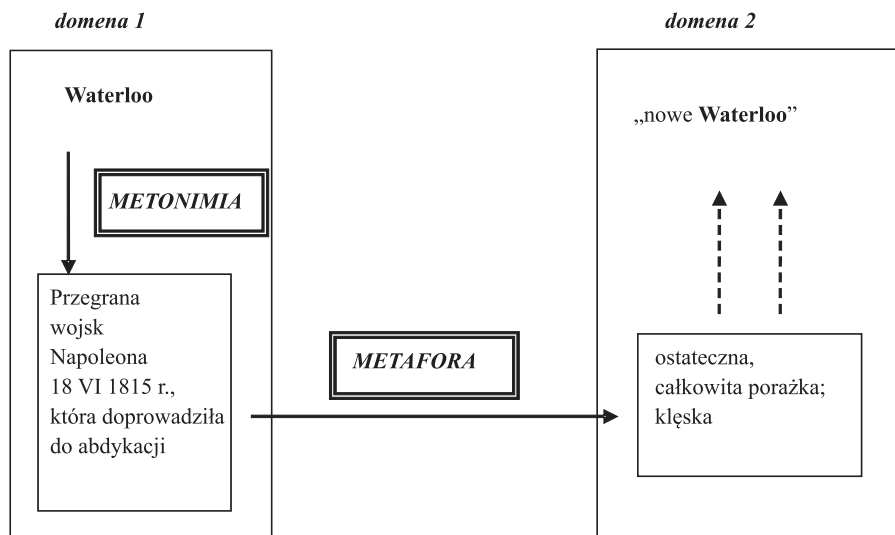 domena 1
domena 2
Waterloo
„nowe Waterloo”
METONIMIA
Przegrana
wojsk
Napoleona
18 VI 1815 r.,
która doprowadziła
do abdykacji
METAFORA
ostateczna,
całkowita porażka;
klęska